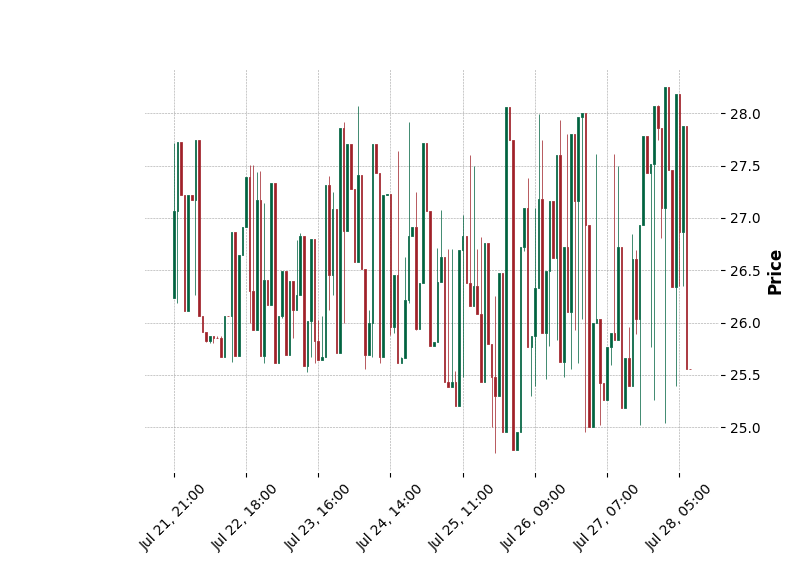 28.0
27.5
27.0
26.5
26.0
25.5
25.0
Price
Jul 21, 21:00
Jul 22, 18:00
Jul 23, 16:00
Jul 24, 14:00
Jul 25, 11:00
Jul 26, 09:00
Jul 27, 07:00
Jul 28, 05:00